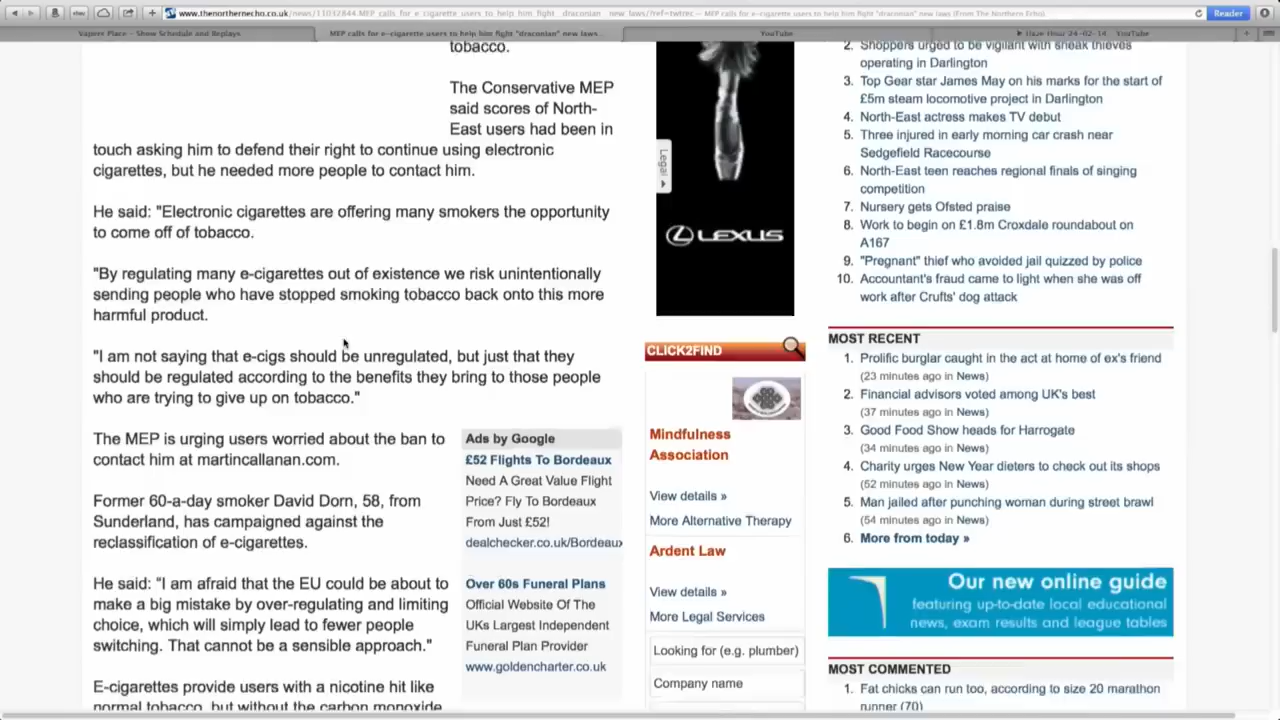 www.thenorthernecho.co.uk/news/11032844.MEP_calls_for_e_cigarette_users_to_help_him_fight__draconian__new_laws/?ref=twtrec – MEP calls for e-cigarette users to help him fight "draconian" new laws (From The Northern Echo)
Reader
Vapers Place – Show Schedule and Replays
MEP calls for e-cigarette users to help him fight "draconian" new laws...
YouTube
YouTube
tobacco.
The Conservative MEP
said scores of North-
East users had been in
touch asking him to defend their right to continue using electronic
cigarettes, but he needed more people to contact him.
He said: "Electronic cigarettes are offering many smokers the opportunity
to come off of tobacco.
"By regulating many e-cigarettes out of existence we risk unintentionally
sending people who have stopped smoking tobacco back onto this more
harmful product.
"I am not saying that e-cigs should be unregulated, but just that they
should be regulated according to the benefits they bring to those people
who are trying to give up on tobacco."
The MEP is urging users worried about the ban to
contact him at martincallanan.com.
Former 60-a-day smoker David Dorn, 58, from
Sunderland, has campaigned against the
reclassification of e-cigarettes.
He said: “I am afraid that the EU could be about to
make a big mistake by over-regulating and limiting
choice, which will simply lead to fewer people
switching. That cannot be a sensible approach."
E-cigarettes provide users with a nicotine hit like
normal tobacco, but without the carbon monoxide
Ads by Google
£52 Flights To Bordeaux
Need A Great Value Flight
Price? Fly To Bordeaux
From Just £52!
dealchecker.co.uk/Bordeaux
Over 60s Funeral Plans
Official Website Of The
UKs Largest Independent
Funeral Plan Provider
www.goldencharter.co.uk
Legal
LEXUS
CLICK2FIND
Mindfulness
Association
View details »
More Alternative Therapy
Ardent Law
View details »
More Legal Services
Looking for (e.g. plumber)
Company name
2. Shoppers urged to be vigilant with sneak thieves
operating in Darlington
3. Top Gear star James May on his marks for the start of
£5m steam locomotive project in Darlington
4. North-East actress makes TV debut
5. Three injured in early morning car crash near
Sedgefield Racecourse
6. North-East teen reaches regional finals of singing
competition
7. Nursery gets Ofsted praise
8. Work to begin on £1.8m Croxdale roundabout on
A167
9. "Pregnant" thief who avoided jail quizzed by police
10. Accountant's fraud came to light when she was off
work after Crufts' dog attack
MOST RECENT
1. Prolific burglar caught in the act at home of ex's friend
(23 minutes ago in News)
2. Financial advisors voted among UK's best
(37 minutes ago in News)
3. Good Food Show heads for Harrogate
(34 minutes ago in News)
4. Charity urges New Year dieters to check out its shops
(52 minutes ago in News)
5. Man jailed after punching woman during street brawl
(54 minutes ago in News)
6. More from today »
Our new online guide
featuring up-to-date local educational
news, exam results and league tables
MOST COMMENTED
1. Fat chicks can run too, according to size 20 marathon
runner (70)